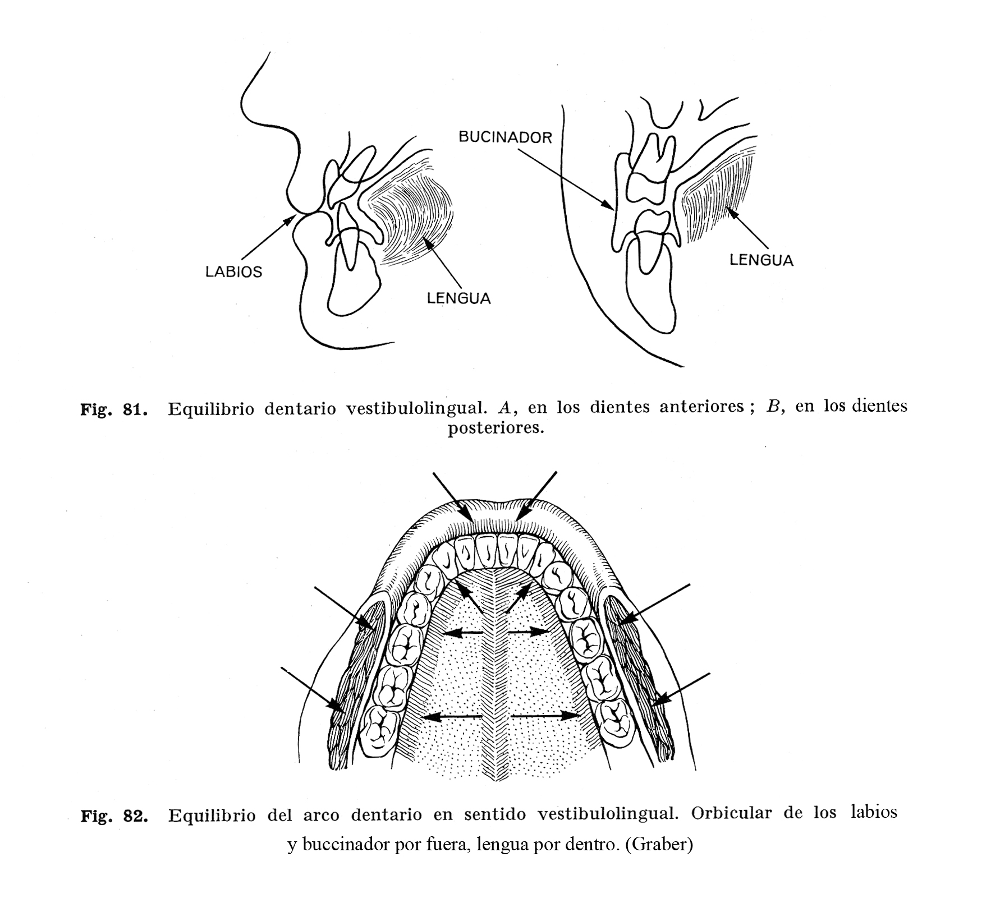 BUCINADOR
LABIOS
LENGUA
LENGUA
Fig. 81. Equilibrio dentario vestibulolingual. A, en los dientes anteriores ; B, en los dientes
posteriores.
Fig. 82. Equilibrio del arco dentario en sentido vestibulolingual. Orbicular de los labios
y buccinador por fuera, lengua por dentro. (Graber)